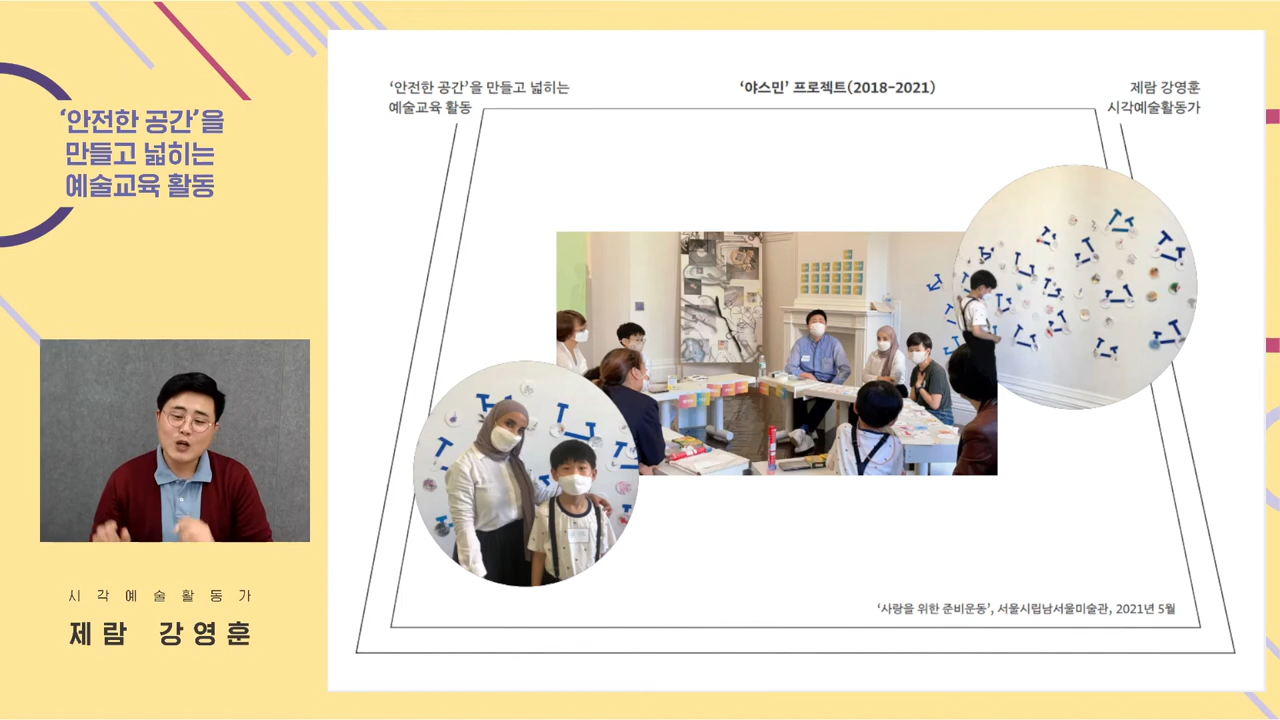 ‘안전한 공간’을
만들고 넓히는
예술교육 활동
시각예술활동가
제람 강영훈
‘안전한 공간’을 만들고 넓히는
예술교육 활동
‘야스민’ 프로젝트(2018-2021)
제람 강영훈
시각예술활동가
‘사랑을 위한 준비운동’, 서울시립남서울미술관, 2021년 5월